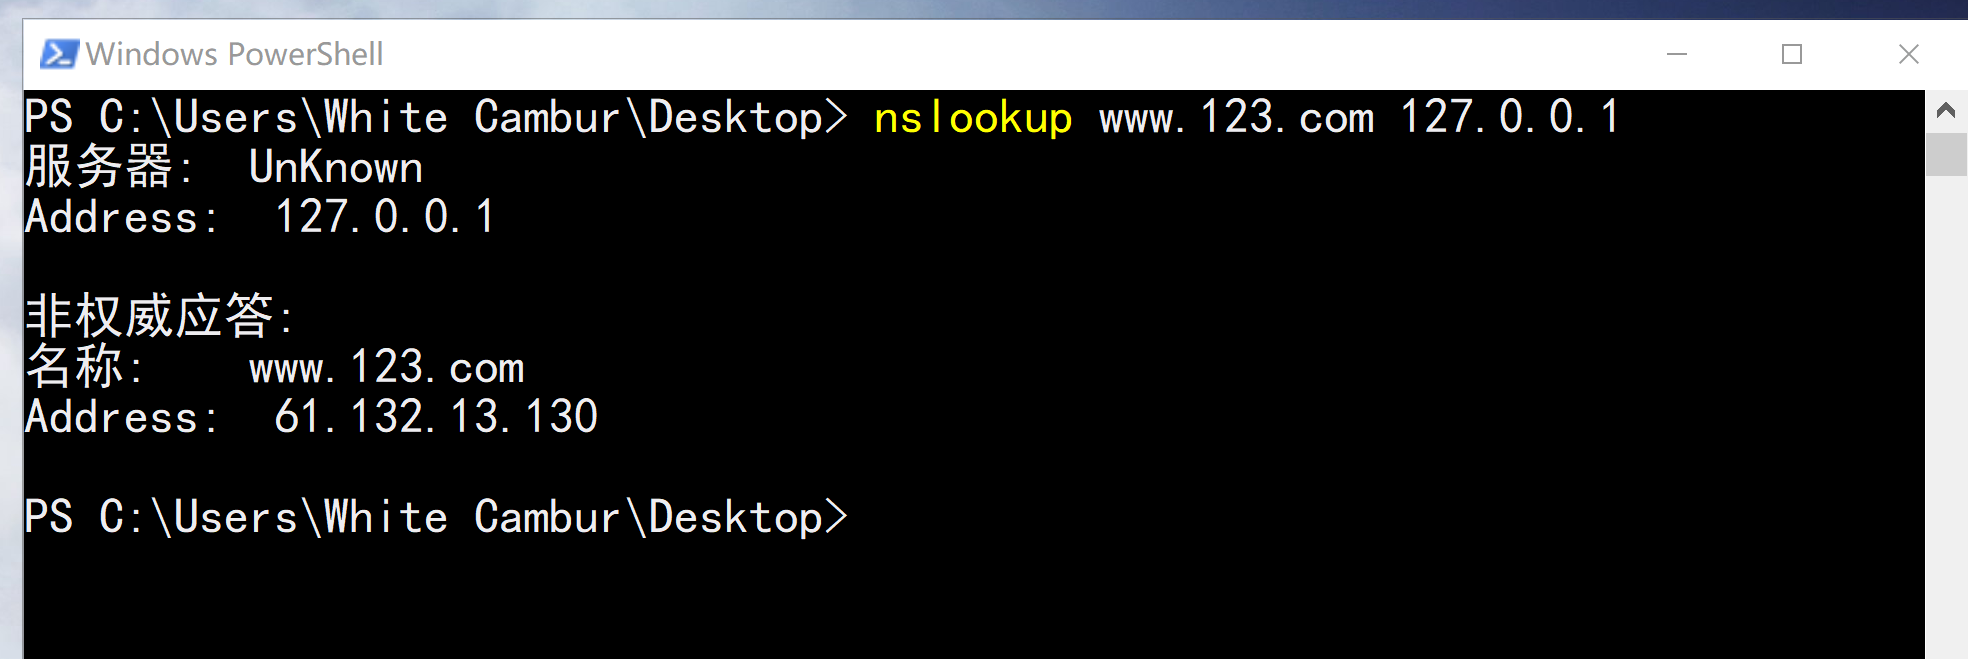 Windows PowerShell
PS C:\Users\White Cambur\Desktop> nslookup www.123.com 127.0.0.1
服务器:  UnKnown
Address:  127.0.0.1
非权威应答:
名称:    www.123.com
Address:  61.132.13.130
PS C:\Users\White Cambur\Desktop>